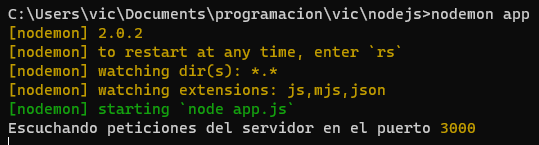 C:\Users\vic\Documents\programacion\vic\nodejs>nodemon app
[nodemon] 2.0.2
[nodemon] to restart at any time, enter `rs`
[nodemon] watching dir(s): *.*
[nodemon] watching extensions: js,mjs,json
[nodemon] starting `node app.js`
Escuchando peticiones del servidor en el puerto 3000